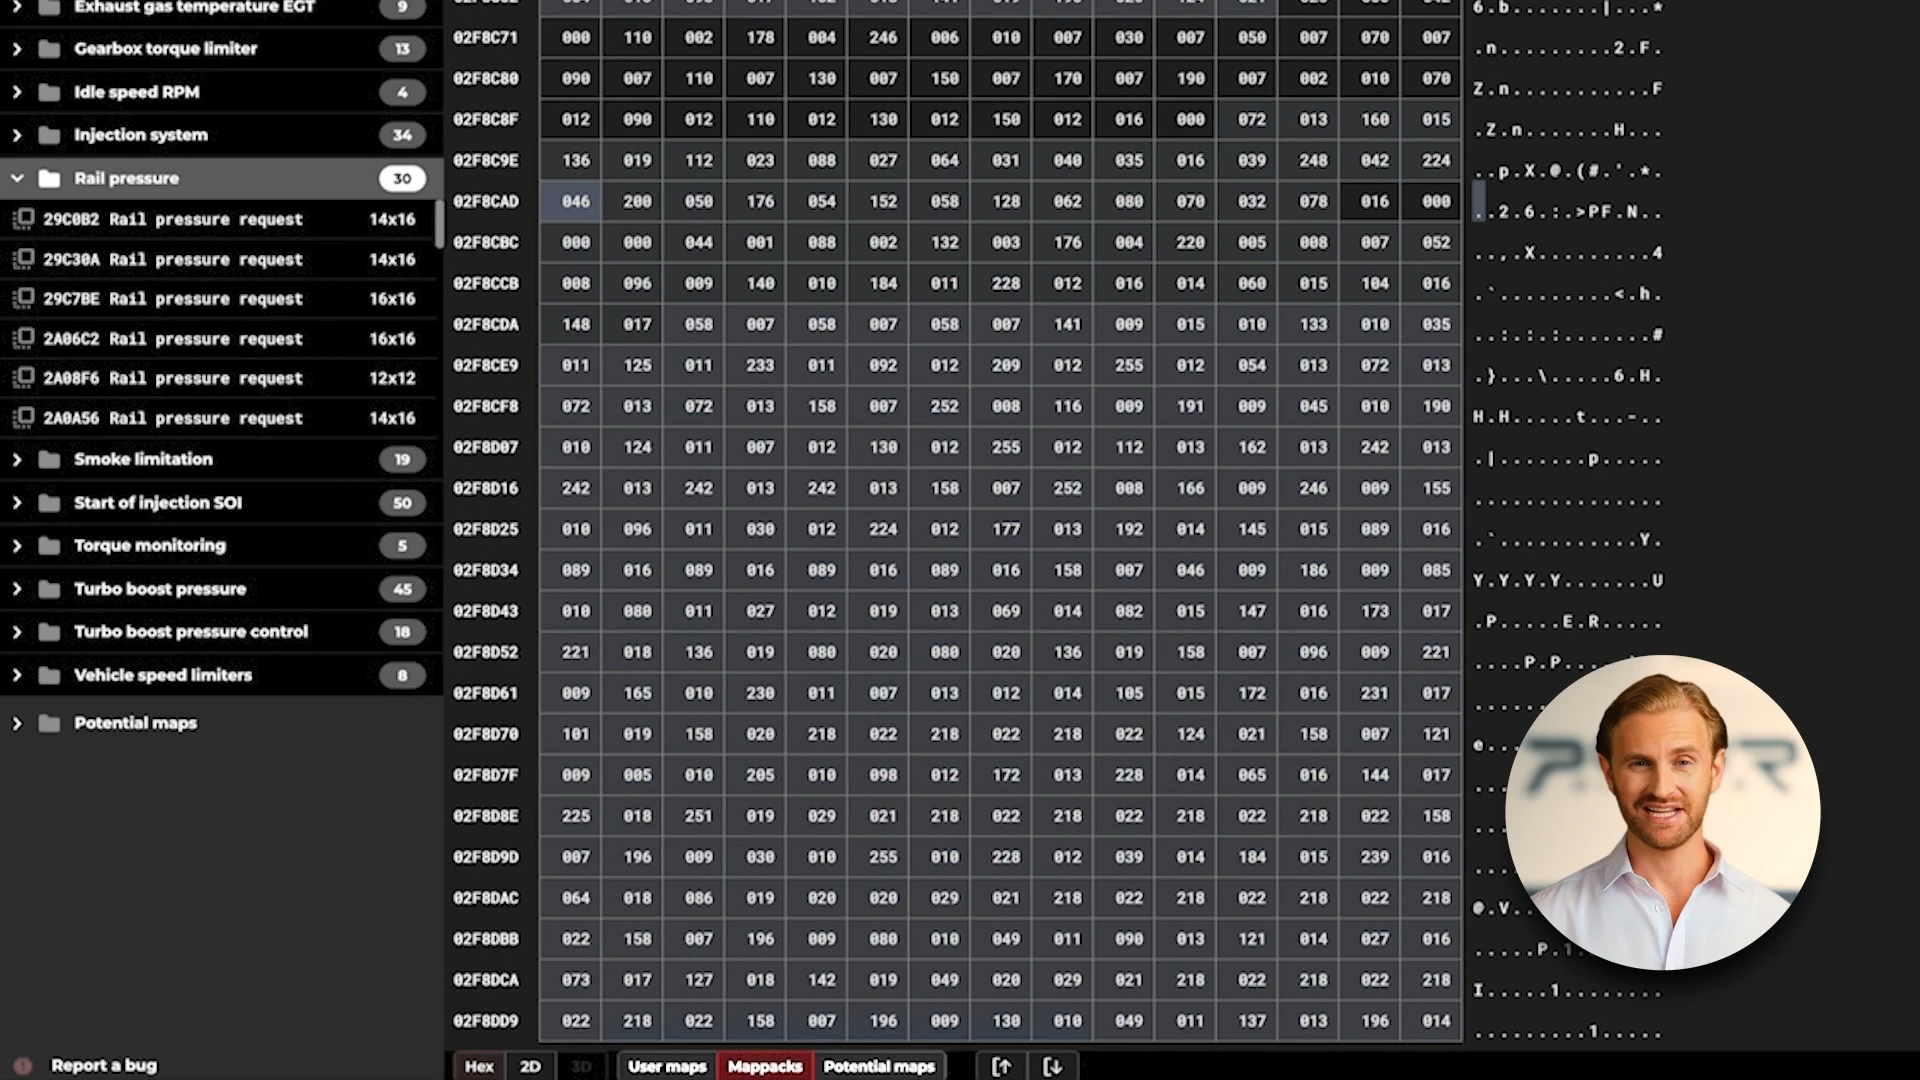 Exhaust gas temperature EGT 9
Gearbox torque limiter 13
Idle speed RPM 4
Injection system 34
Rail pressure 30
29C0B2 Rail pressure request 14x16
29C30A Rail pressure request 14x16
29C7BE Rail pressure request 16x16
2A06C2 Rail pressure request 16x16
2A08F6 Rail pressure request 12x12
2A0A56 Rail pressure request 14x16
Smoke limitation 19
Start of injection SOI 50
Torque monitoring 5
Turbo boost pressure 45
Turbo boost pressure control 18
Vehicle speed limiters 8
Potential maps
Report a bug
02F8C71 000 110 002 178 004 246 006 010 007 030 007 050 007 070 007 .n.........2.F.
02F8C80 090 007 110 007 130 007 150 007 170 007 190 007 002 010 070 Z.n...........F
02F8C8F 012 090 012 110 012 130 012 150 012 016 000 072 013 160 015 .Z.n.......H...
02F8C9E 136 019 112 023 088 027 064 031 040 035 016 039 248 042 224 ..p.X.@.(#.'.*.
02F8CAD 046 200 050 176 054 152 058 128 062 080 070 032 078 016 000 ..2.6.:.>PF.N..
02F8CBC 000 000 044 001 088 002 132 003 176 004 220 005 008 007 052 ..,.X.........4
02F8CCB 008 096 009 140 010 184 011 228 012 016 014 060 015 104 016 .`.........<.h.
02F8CDA 148 017 058 007 058 007 058 007 141 009 015 010 133 010 035 ..:.:.:.......#
02F8CE9 011 125 011 233 011 092 012 209 012 255 012 054 013 072 013 .}...\.....6.H.
02F8CF8 072 013 072 013 158 007 252 008 116 009 191 009 045 010 190 H.H.....t...-..
02F8D07 010 124 011 007 012 130 012 255 012 112 013 162 013 242 013 .|.......p.....
02F8D16 242 013 242 013 242 013 158 007 252 008 166 009 246 009 155 ...............
02F8D25 010 096 011 030 012 224 012 177 013 192 014 145 015 089 016 .`...........Y.
02F8D34 089 016 089 016 089 016 089 016 158 007 046 009 186 009 085 Y.Y.Y.Y.......U
02F8D43 010 080 011 027 012 019 013 069 014 082 015 147 016 173 017 .P.....E.R.....
02F8D52 221 018 136 019 080 020 080 020 136 019 158 007 096 009 221 ....P.P....
02F8D61 009 165 010 230 011 007 013 012 014 105 015 172 016 231 017
02F8D70 101 019 158 020 218 022 218 022 218 022 124 021 158 007 121 e...
02F8D7F 009 005 010 205 010 098 012 172 013 228 014 065 016 144 017
02F8D8E 225 018 251 019 029 021 218 022 218 022 218 022 218 022 158
02F8D9D 007 196 009 030 010 255 010 228 012 039 014 184 015 239 016
02F8DAC 064 018 086 019 020 020 029 021 218 022 218 022 218 022 218 @.V..
02F8DBB 022 158 007 196 009 080 010 049 011 090 013 121 014 027 016 .....P.1
02F8DCA 073 017 127 018 142 019 049 020 029 021 218 022 218 022 218 I.....1........
02F8DD9 022 218 022 158 007 196 009 130 010 049 011 137 013 196 014 .........1.....
Hex 2D 3D User maps Mappacks Potential maps